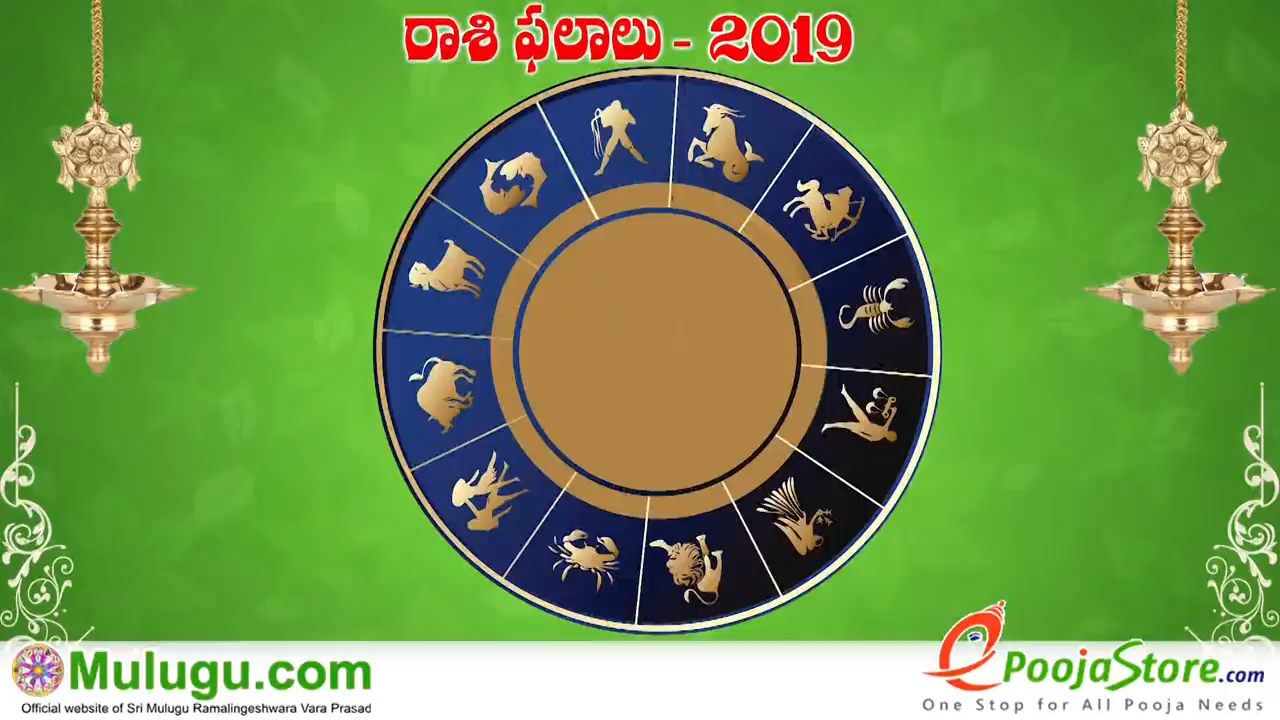 రాశి ఫలాలు - 2019
Mulugu.com
Official website of Sri Mulugu Ramalingeshwara Vara Prasad
ePoojaStore.com
One Stop for All Pooja Needs